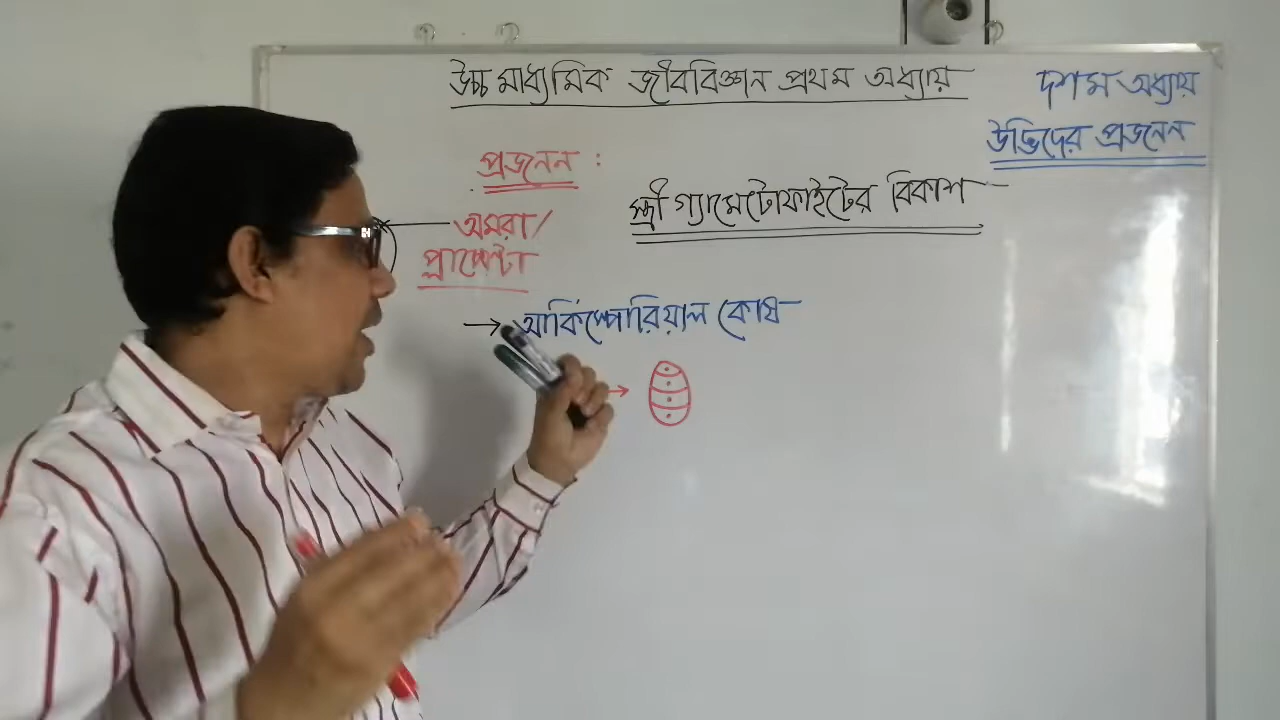 উচ্চ মাধ্যমিক জীববিজ্ঞান প্রথম অধ্যায়
দশম অধ্যায়
উদ্ভিদের প্রজনন
প্রজনন :
স্ত্রী গ্যামেটোফাইটের বিকাশ
অমরা/
প্লাসেন্টা
→ আর্কিস্পোরিয়াল কোষ